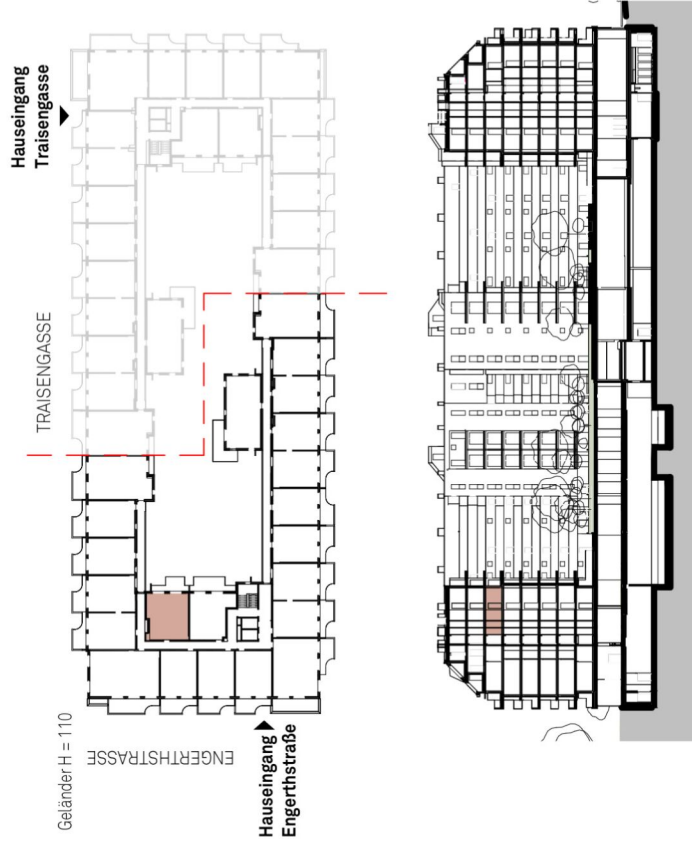 Hauseingang
Traisengasse
TRAISENGASSE
Geländer H = 110
ENGERTHSTRASSE
Hauseingang
Engerthstraße